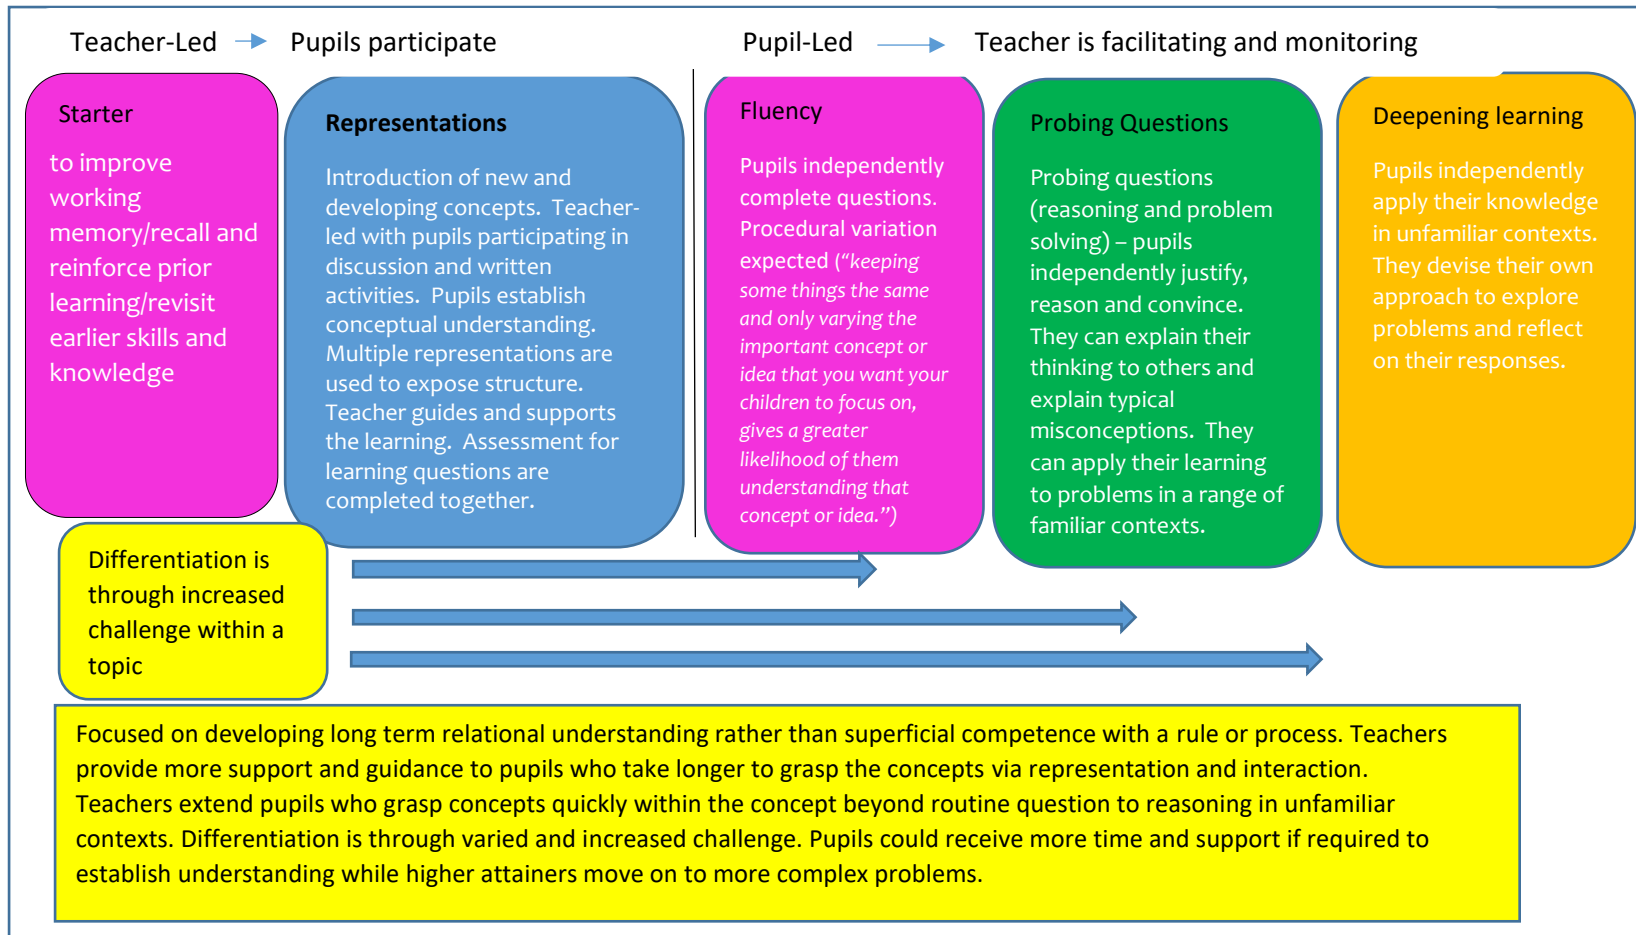 Teacher-Led Pupils participate
Pupil-Led Teacher is facilitating and monitoring
Starter
to improve
working
memory/recall and
reinforce prior
learning/revisit
earlier skills and
knowledge
Representations
Introduction of new and
developing concepts. Teacher-
led with pupils participating in
discussion and written
activities. Pupils establish
conceptual understanding.
Multiple representations are
used to expose structure.
Teacher guides and supports
the learning. Assessment for
learning questions are
completed together.
Fluency
Pupils independently
complete questions.
Procedural variation
expected (“keeping
some things the same
and only varying the
important concept or
idea that you want your
children to focus on,
gives a greater
likelihood of them
understanding that
concept or idea.”)
Probing Questions
Probing questions
(reasoning and problem
solving) – pupils
independently justify,
reason and convince.
They can explain their
thinking to others and
explain typical
misconceptions. They
can apply their learning
to problems in a range of
familiar contexts.
Deepening learning
Pupils independently
apply their knowledge
in unfamiliar contexts.
They devise their own
approach to explore
problems and reflect
on their responses.
Differentiation is
through increased
challenge within a
topic
Focused on developing long term relational understanding rather than superficial competence with a rule or process. Teachers
provide more support and guidance to pupils who take longer to grasp the concepts via representation and interaction.
Teachers extend pupils who grasp concepts quickly within the concept beyond routine question to reasoning in unfamiliar
contexts. Differentiation is through varied and increased challenge. Pupils could receive more time and support if required to
establish understanding while higher attainers move on to more complex problems.